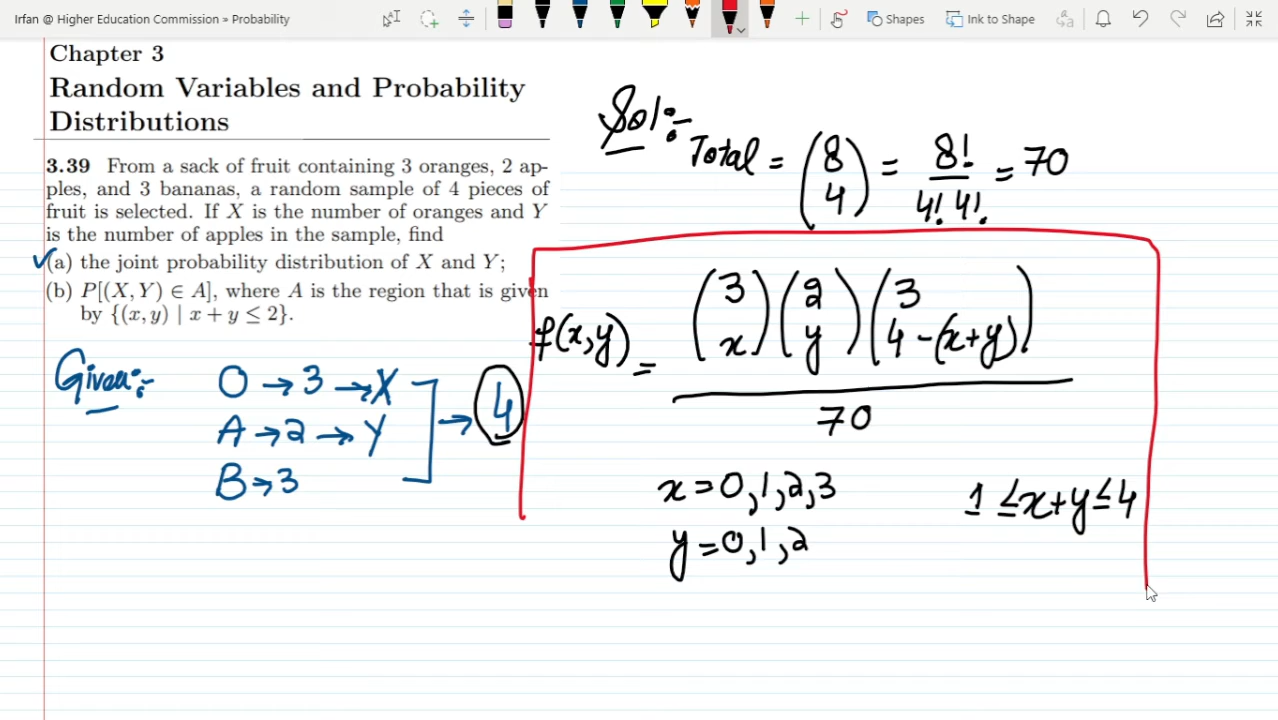 Irfan @ Higher Education Commission » Probability
Shapes
Ink to Shape
Chapter 3
Random Variables and Probability
Distributions
3.39 From a sack of fruit containing 3 oranges, 2 ap-
ples, and 3 bananas, a random sample of 4 pieces of
fruit is selected. If X is the number of oranges and Y
is the number of apples in the sample, find
(a) the joint probability distribution of X and Y;
(b) P[(X, Y) ∈ A], where A is the region that is given
by {(x, y) | x + y ≤ 2}.
Given:-
O → 3 → X
A → 2 → Y
B → 3
→ 4
Sol:-
Total = (8 4) = 8! / 4! 4! = 70
f(x,y) = (3 x)(2 y)(3 4-(x+y)) / 70
x = 0, 1, 2, 3
y = 0, 1, 2
1 ≤ x+y ≤ 4